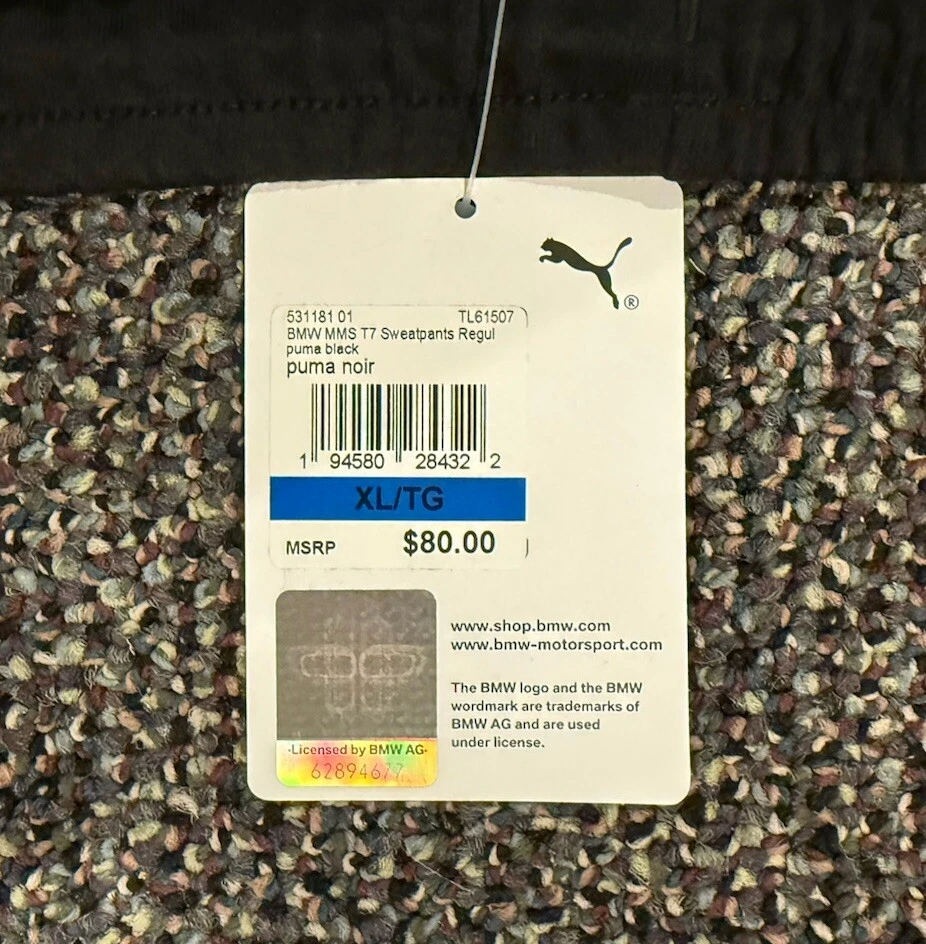 ®
531181 01 TL61507
BMW MMS T7 Sweatpants Regul
puma black
puma noir
1 94580 28432 2
XL/TG
MSRP $80.00
www.shop.bmw.com
www.bmw-motorsport.com
The BMW logo and the BMW
wordmark are trademarks of
BMW AG and are used
under license.
-Licensed by BMW AG-
62894677